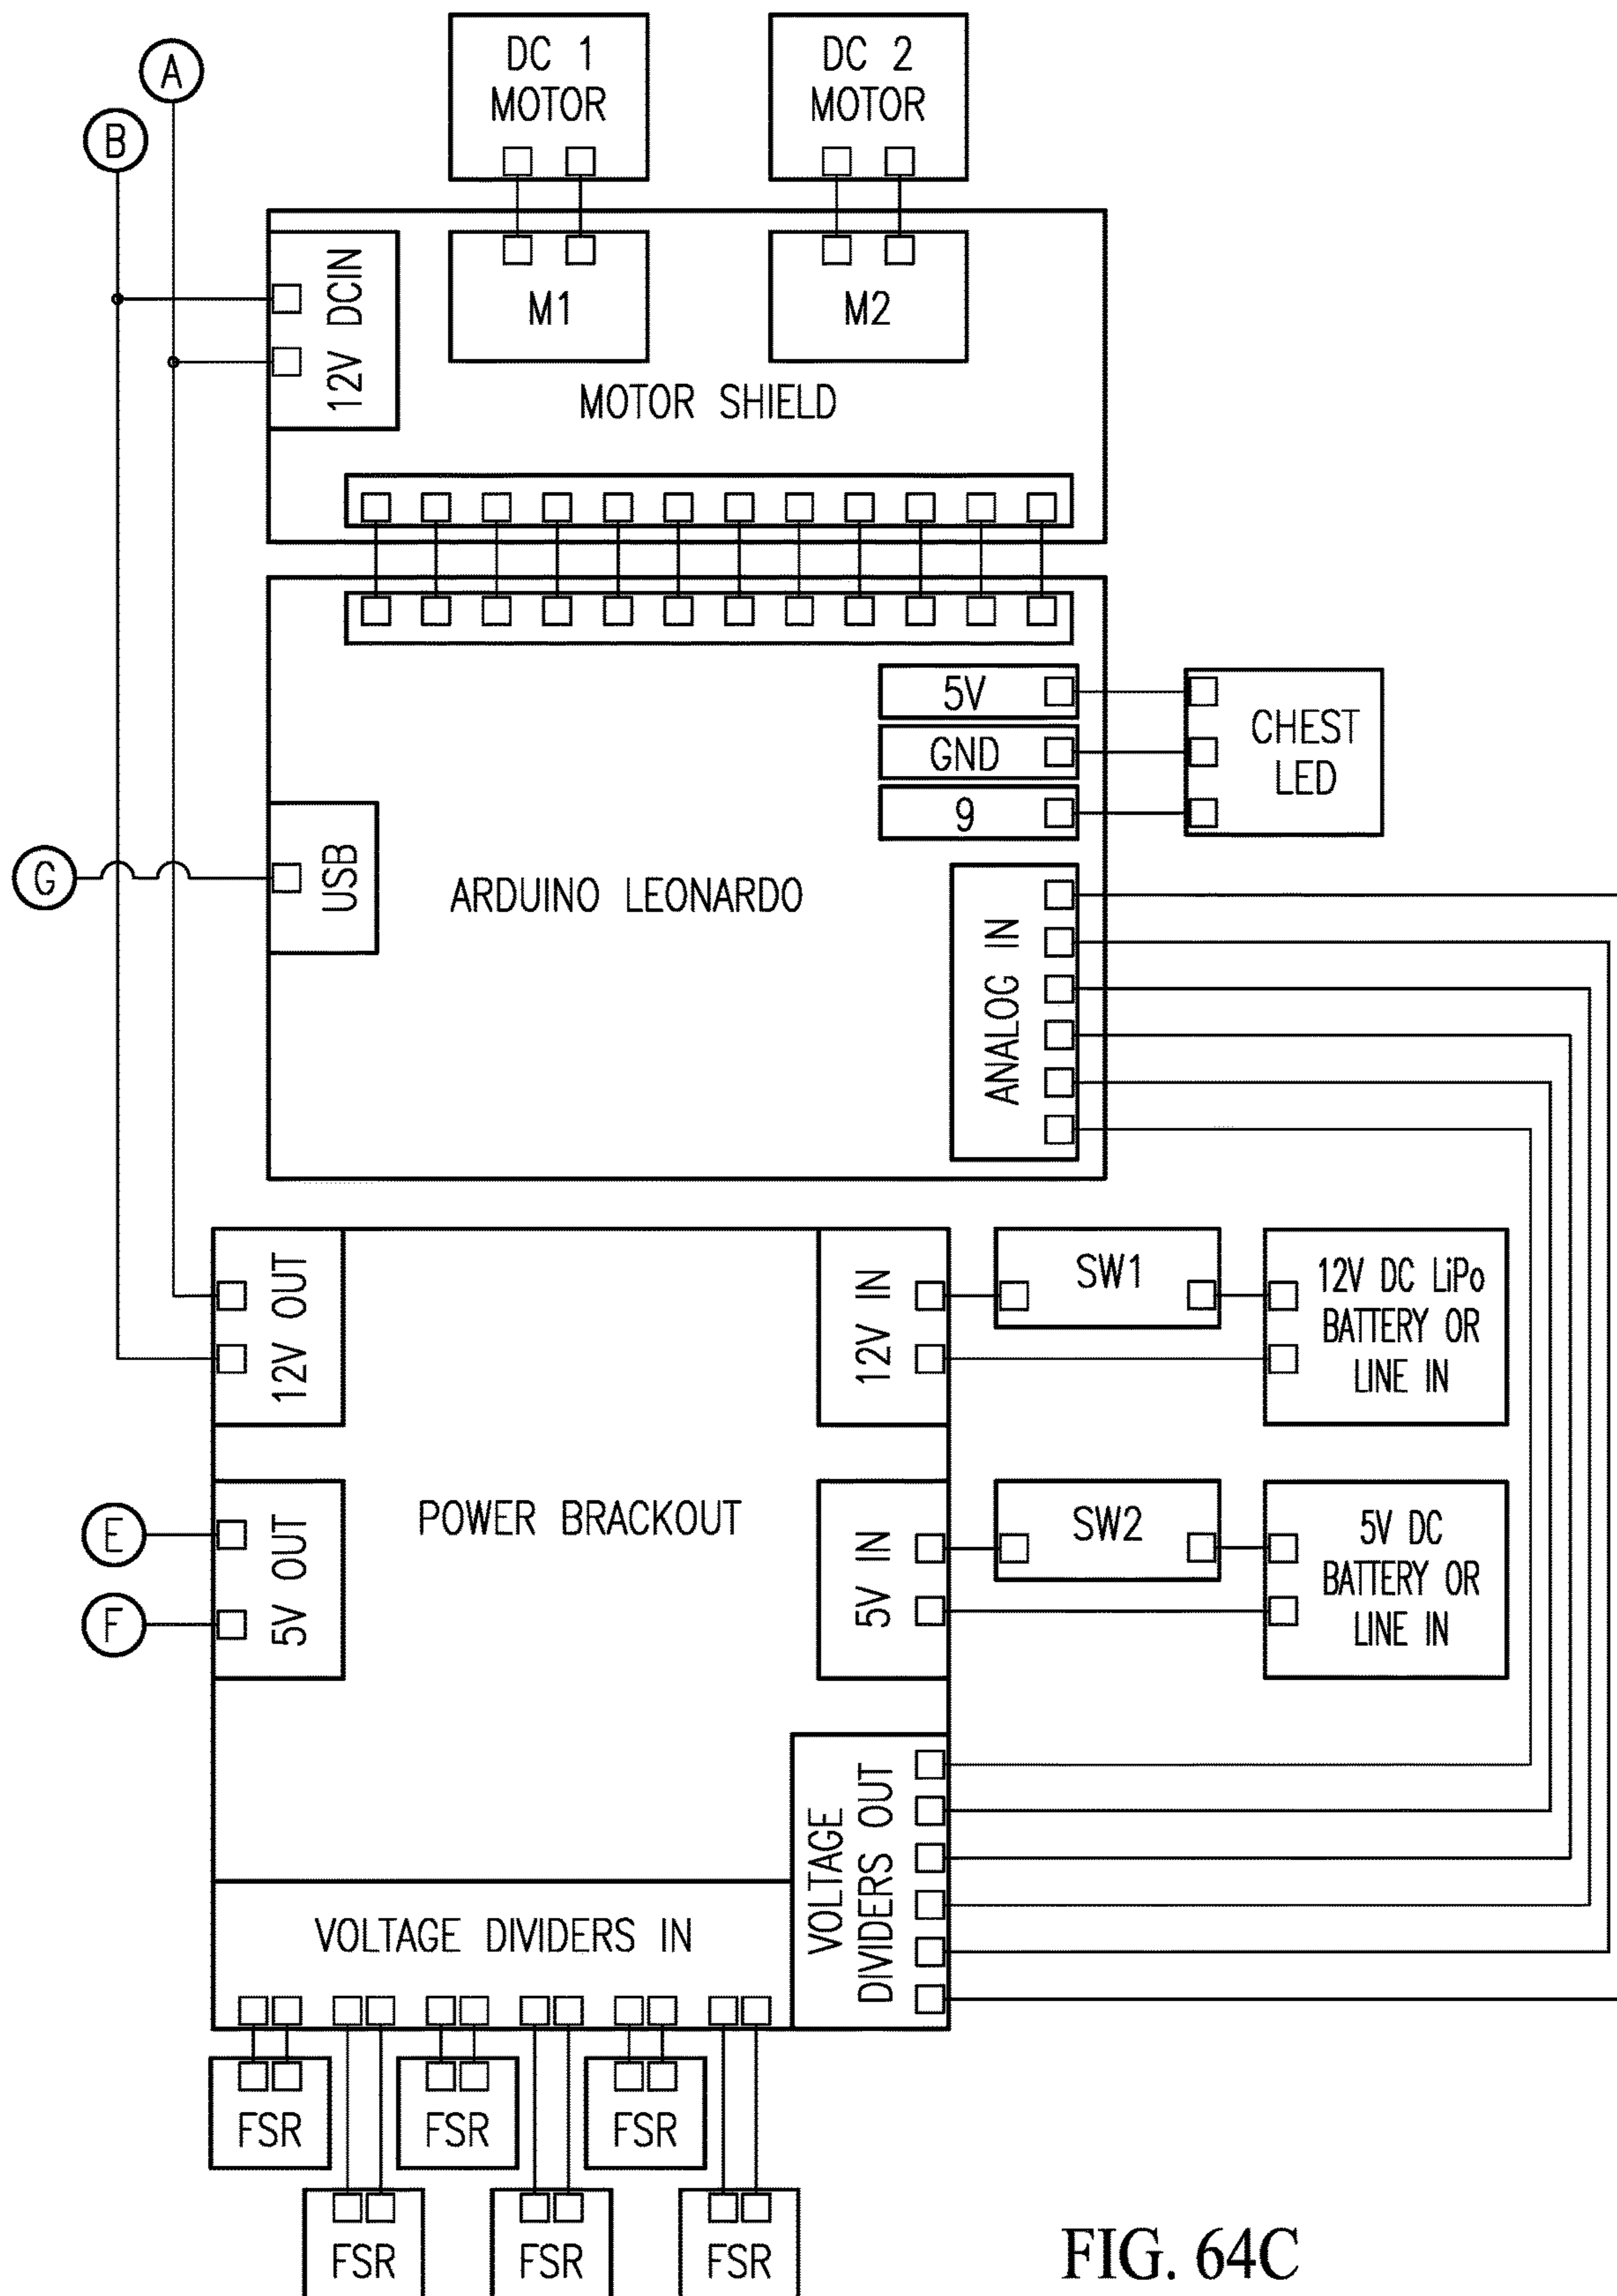 A
B
DC 1
MOTOR
DC 2
MOTOR
12V DCIN
M1
M2
MOTOR SHIELD
5V
GND
9
CHEST
LED
G
USB
ARDUINO LEONARDO
ANALOG IN
12V OUT
12V IN
SW1
12V DC LiPo
BATTERY OR
LINE IN
E
F
5V OUT
POWER BRACKOUT
5V IN
SW2
5V DC
BATTERY OR
LINE IN
VOLTAGE
DIVIDERS OUT
VOLTAGE DIVIDERS IN
FSR
FSR
FSR
FSR
FSR
FSR
FIG. 64C